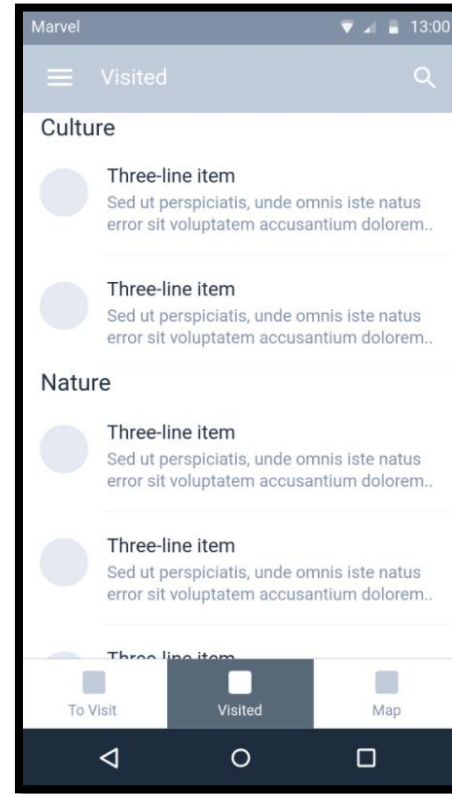 Marvel 13:00
Visited
Culture
Three-line item
Sed ut perspiciatis, unde omnis iste natus
error sit voluptatem accusantium dolorem..
Three-line item
Sed ut perspiciatis, unde omnis iste natus
error sit voluptatem accusantium dolorem..
Nature
Three-line item
Sed ut perspiciatis, unde omnis iste natus
error sit voluptatem accusantium dolorem..
Three-line item
Sed ut perspiciatis, unde omnis iste natus
error sit voluptatem accusantium dolorem..
Three-line item
To Visit Visited Map